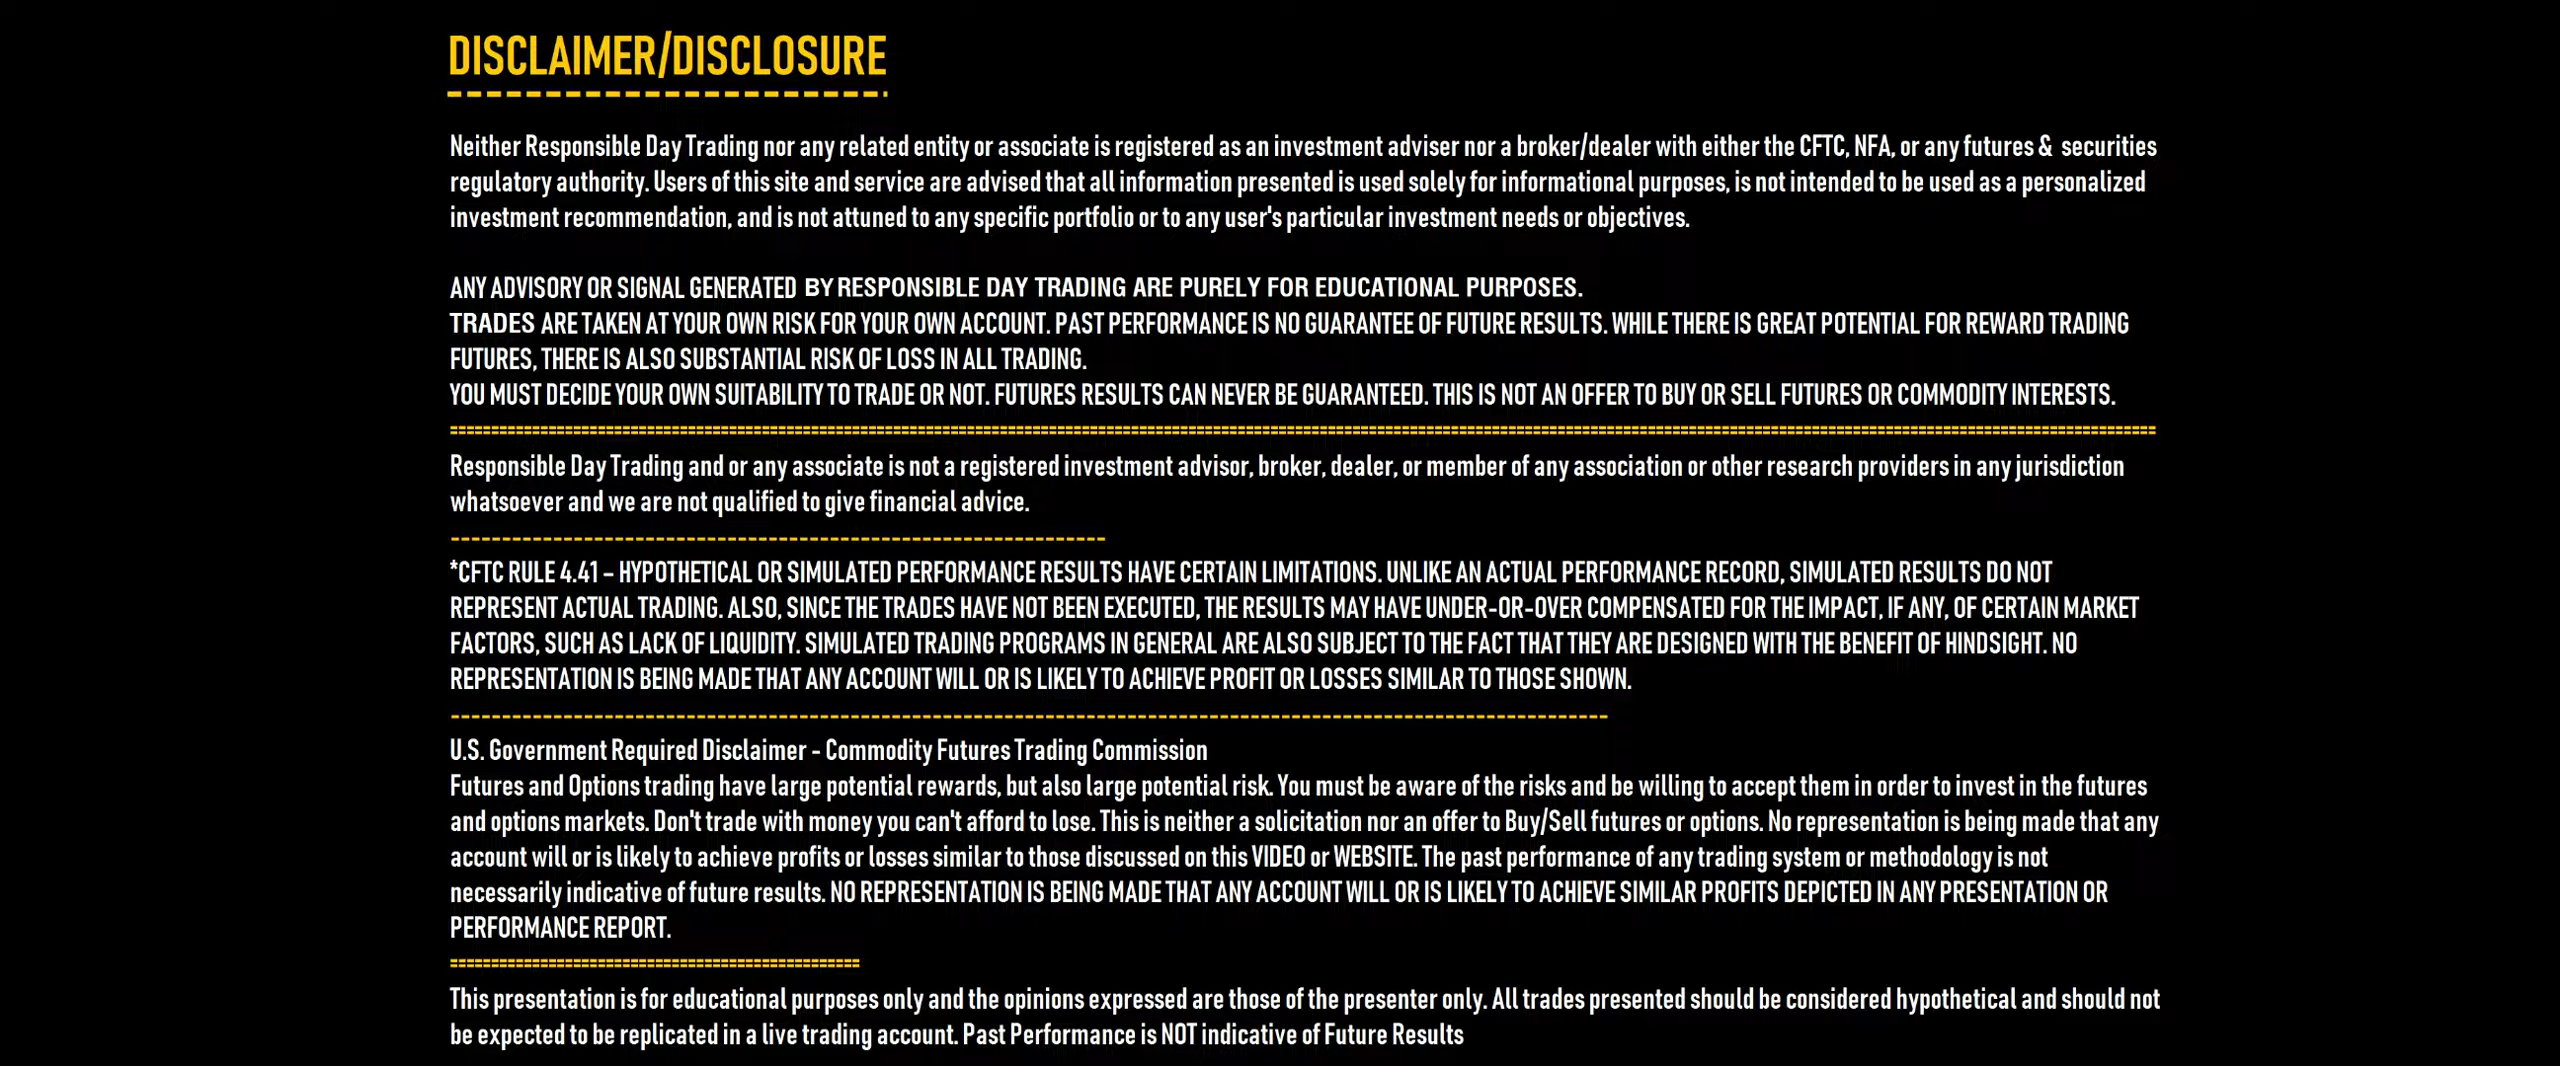 DISCLAIMER/DISCLOSURE
Neither Responsible Day Trading nor any related entity or associate is registered as an investment adviser nor a broker/dealer with either the CFTC, NFA, or any futures & securities
regulatory authority. Users of this site and service are advised that all information presented is used solely for informational purposes, is not intended to be used as a personalized
investment recommendation, and is not attuned to any specific portfolio or to any user's particular investment needs or objectives.
ANY ADVISORY OR SIGNAL GENERATED BY RESPONSIBLE DAY TRADING ARE PURELY FOR EDUCATIONAL PURPOSES.
TRADES ARE TAKEN AT YOUR OWN RISK FOR YOUR OWN ACCOUNT. PAST PERFORMANCE IS NO GUARANTEE OF FUTURE RESULTS. WHILE THERE IS GREAT POTENTIAL FOR REWARD TRADING
FUTURES, THERE IS ALSO SUBSTANTIAL RISK OF LOSS IN ALL TRADING.
YOU MUST DECIDE YOUR OWN SUITABILITY TO TRADE OR NOT. FUTURES RESULTS CAN NEVER BE GUARANTEED. THIS IS NOT AN OFFER TO BUY OR SELL FUTURES OR COMMODITY INTERESTS.
Responsible Day Trading and or any associate is not a registered investment advisor, broker, dealer, or member of any association or other research providers in any jurisdiction
whatsoever and we are not qualified to give financial advice.
*CFTC RULE 4.41 – HYPOTHETICAL OR SIMULATED PERFORMANCE RESULTS HAVE CERTAIN LIMITATIONS. UNLIKE AN ACTUAL PERFORMANCE RECORD, SIMULATED RESULTS DO NOT
REPRESENT ACTUAL TRADING. ALSO, SINCE THE TRADES HAVE NOT BEEN EXECUTED, THE RESULTS MAY HAVE UNDER-OR-OVER COMPENSATED FOR THE IMPACT, IF ANY, OF CERTAIN MARKET
FACTORS, SUCH AS LACK OF LIQUIDITY. SIMULATED TRADING PROGRAMS IN GENERAL ARE ALSO SUBJECT TO THE FACT THAT THEY ARE DESIGNED WITH THE BENEFIT OF HINDSIGHT. NO
REPRESENTATION IS BEING MADE THAT ANY ACCOUNT WILL OR IS LIKELY TO ACHIEVE PROFIT OR LOSSES SIMILAR TO THOSE SHOWN.
U.S. Government Required Disclaimer - Commodity Futures Trading Commission
Futures and Options trading have large potential rewards, but also large potential risk. You must be aware of the risks and be willing to accept them in order to invest in the futures
and options markets. Don't trade with money you can't afford to lose. This is neither a solicitation nor an offer to Buy/Sell futures or options. No representation is being made that any
account will or is likely to achieve profits or losses similar to those discussed on this VIDEO or WEBSITE. The past performance of any trading system or methodology is not
necessarily indicative of future results. NO REPRESENTATION IS BEING MADE THAT ANY ACCOUNT WILL OR IS LIKELY TO ACHIEVE SIMILAR PROFITS DEPICTED IN ANY PRESENTATION OR
PERFORMANCE REPORT.
This presentation is for educational purposes only and the opinions expressed are those of the presenter only. All trades presented should be considered hypothetical and should not
be expected to be replicated in a live trading account. Past Performance is NOT indicative of Future Results